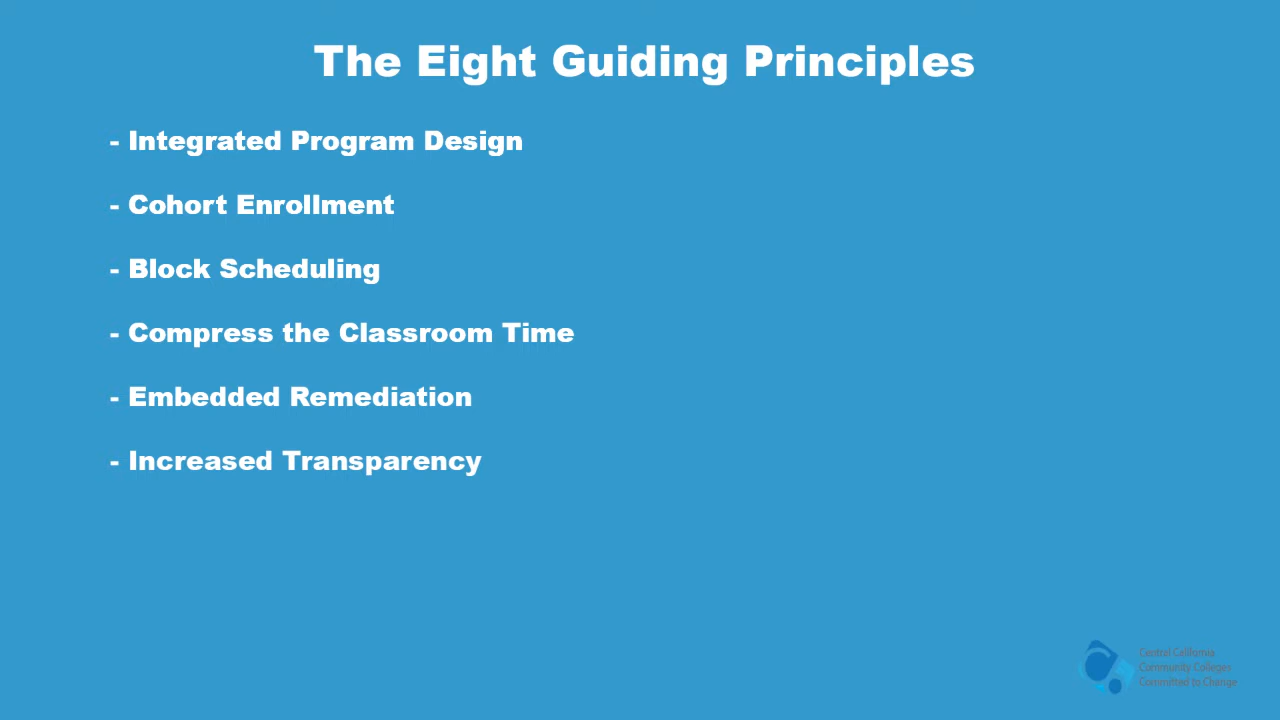 The Eight Guiding Principles
- Integrated Program Design
- Cohort Enrollment
- Block Scheduling
- Compress the Classroom Time
- Embedded Remediation
- Increased Transparency
Central California
Community Colleges
Committed to Change